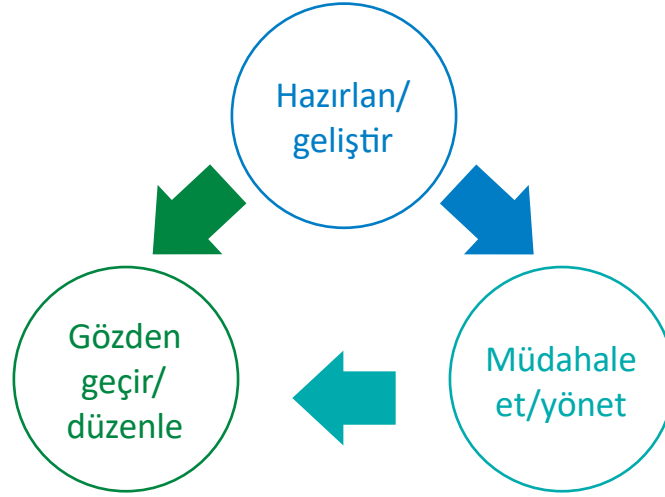 Hazırlan/
geliştir
Gözden
geçir/
düzenle
Müdahale
et/yönet